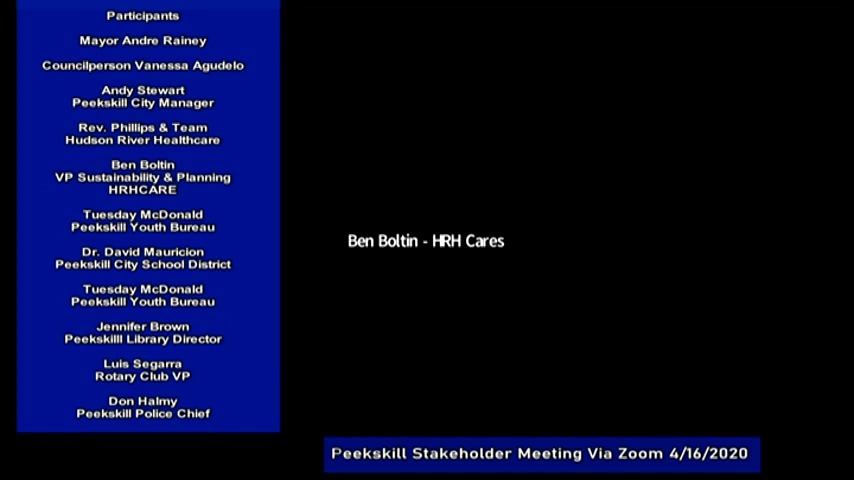 Participants
Mayor Andre Rainey
Councilperson Vanessa Agudelo
Andy Stewart
Peekskill City Manager
Rev. Phillips & Team
Hudson River Healthcare
Ben Boltin
VP Sustainability & Planning
HRHCARE
Tuesday McDonald
Peekskill Youth Bureau
Dr. David Mauricion
Peekskill City School District
Tuesday McDonald
Peekskill Youth Bureau
Jennifer Brown
Peekskilll Library Director
Luis Segarra
Rotary Club VP
Don Halmy
Peekskill Police Chief
Ben Boltin - HRH Cares
Peekskill Stakeholder Meeting Via Zoom 4/16/2020